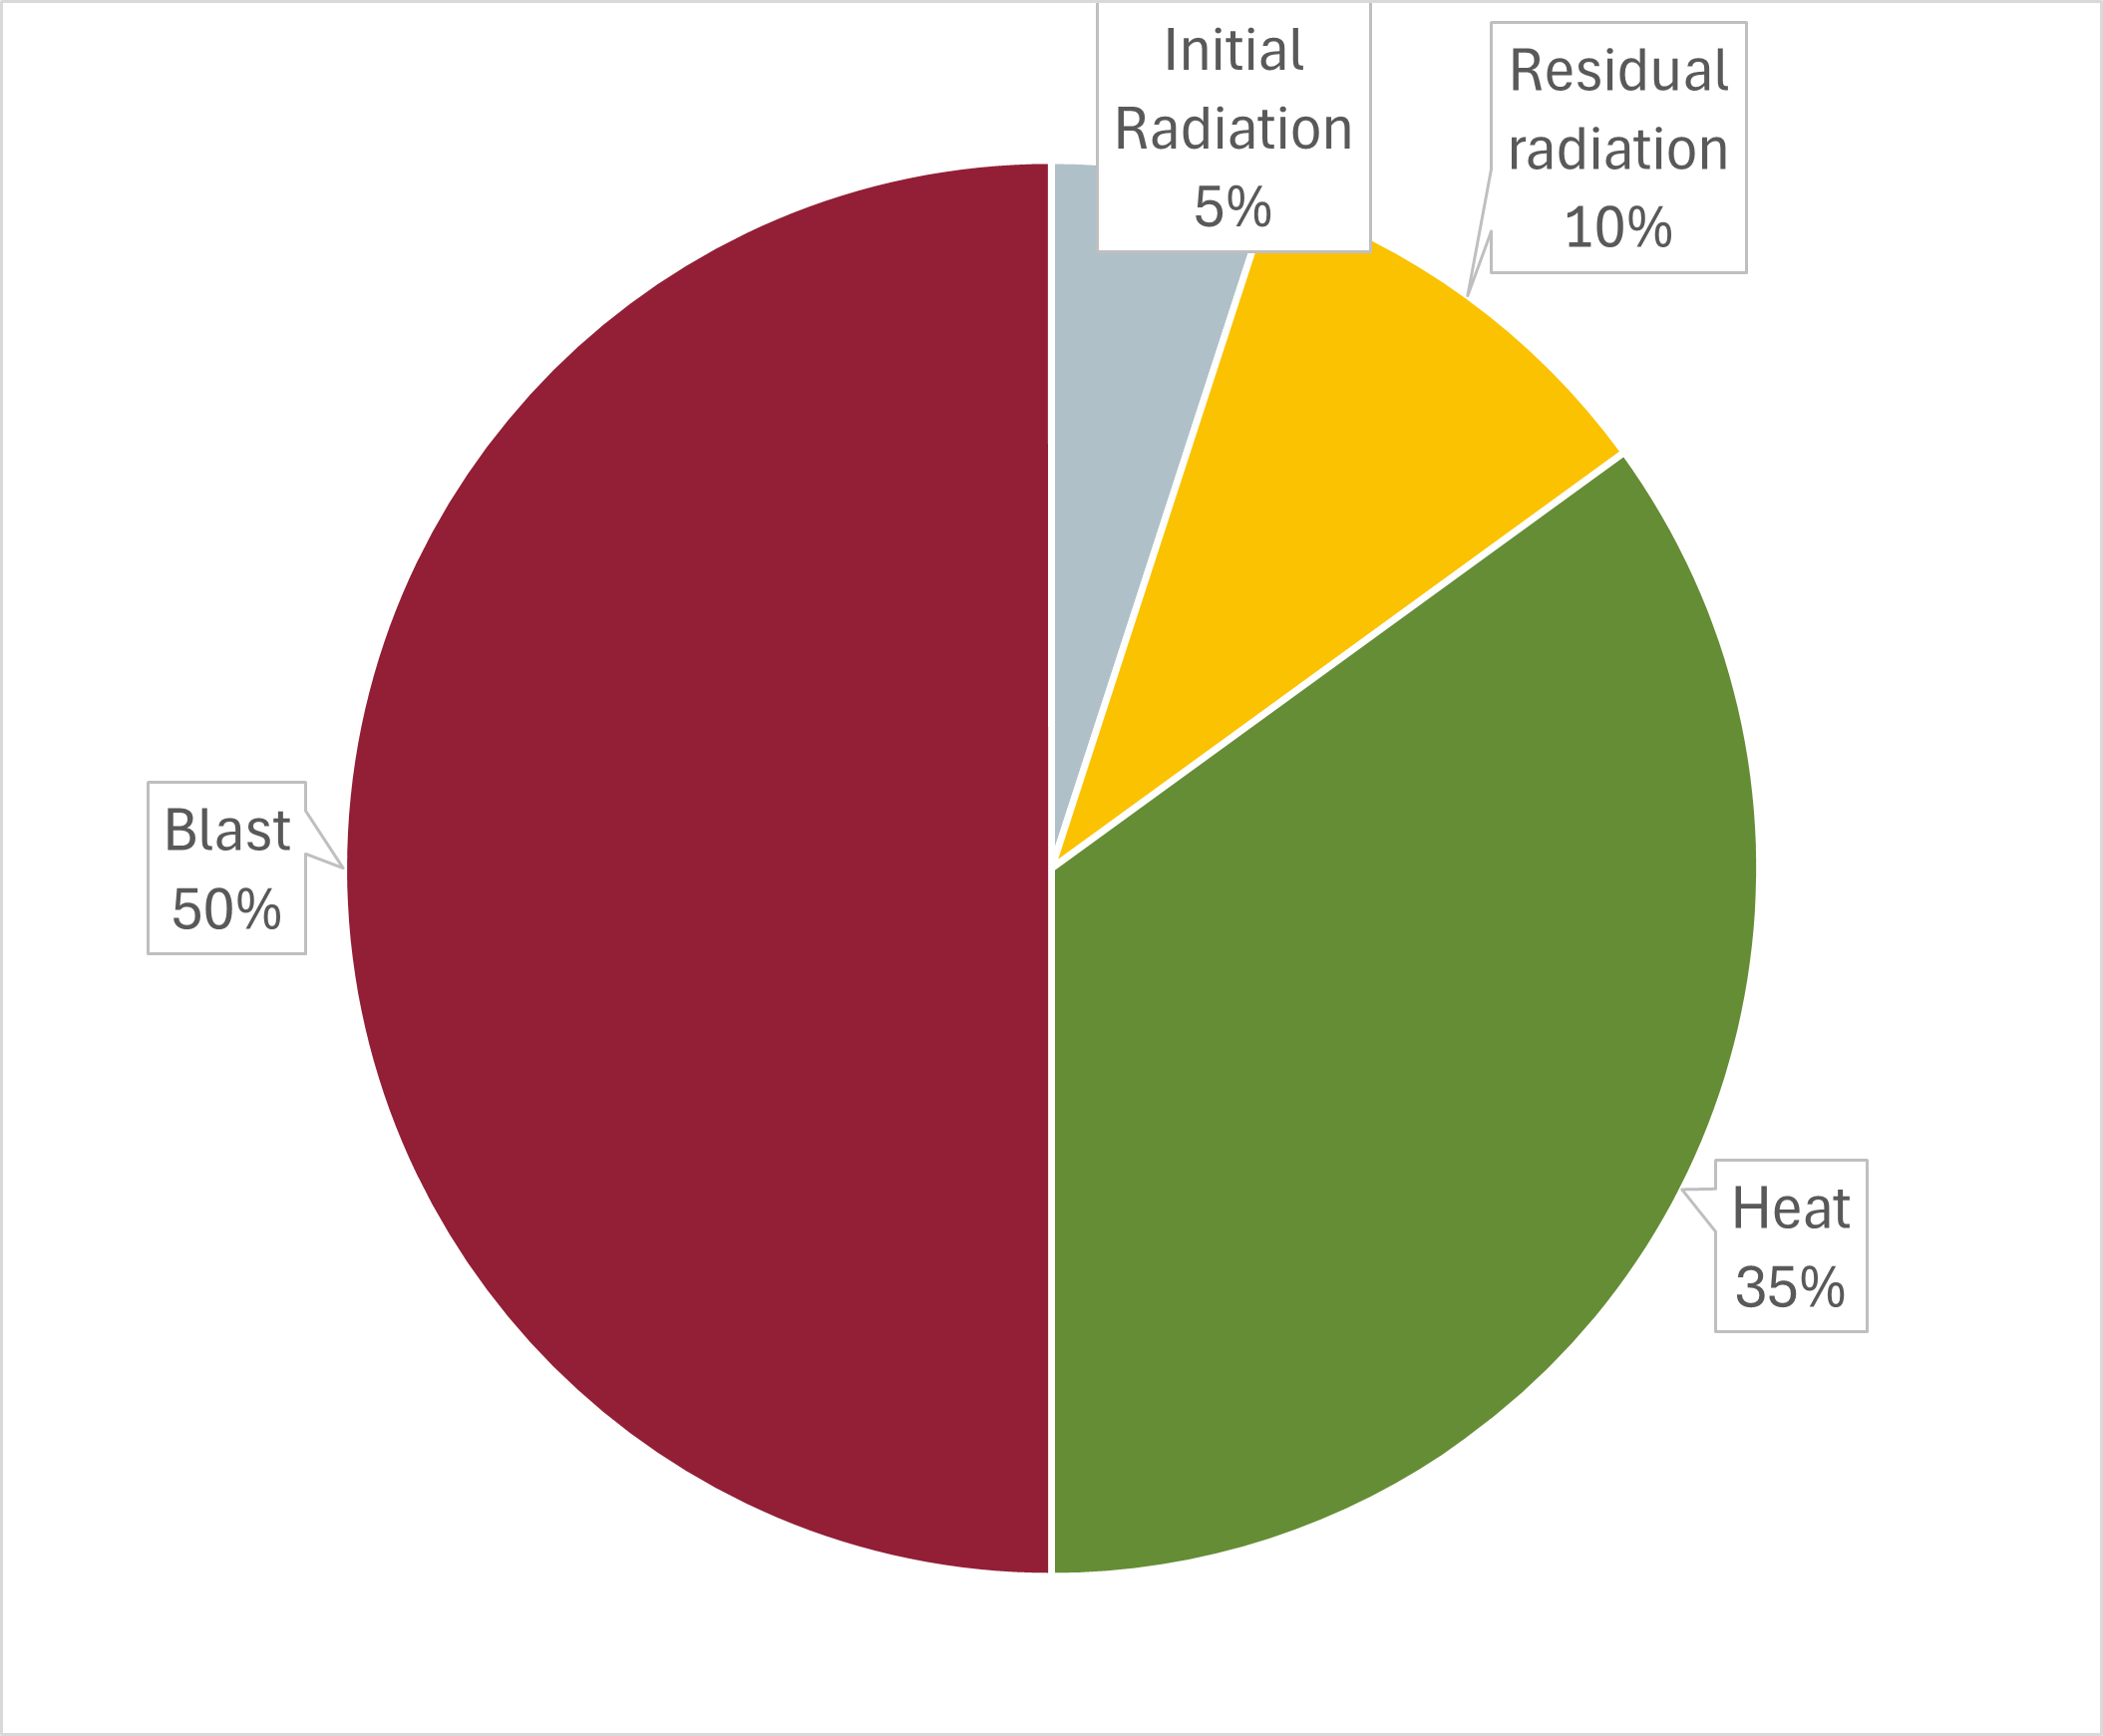 Initial
Radiation
5%
Residual
radiation
10%
Blast
50%
Heat
35%